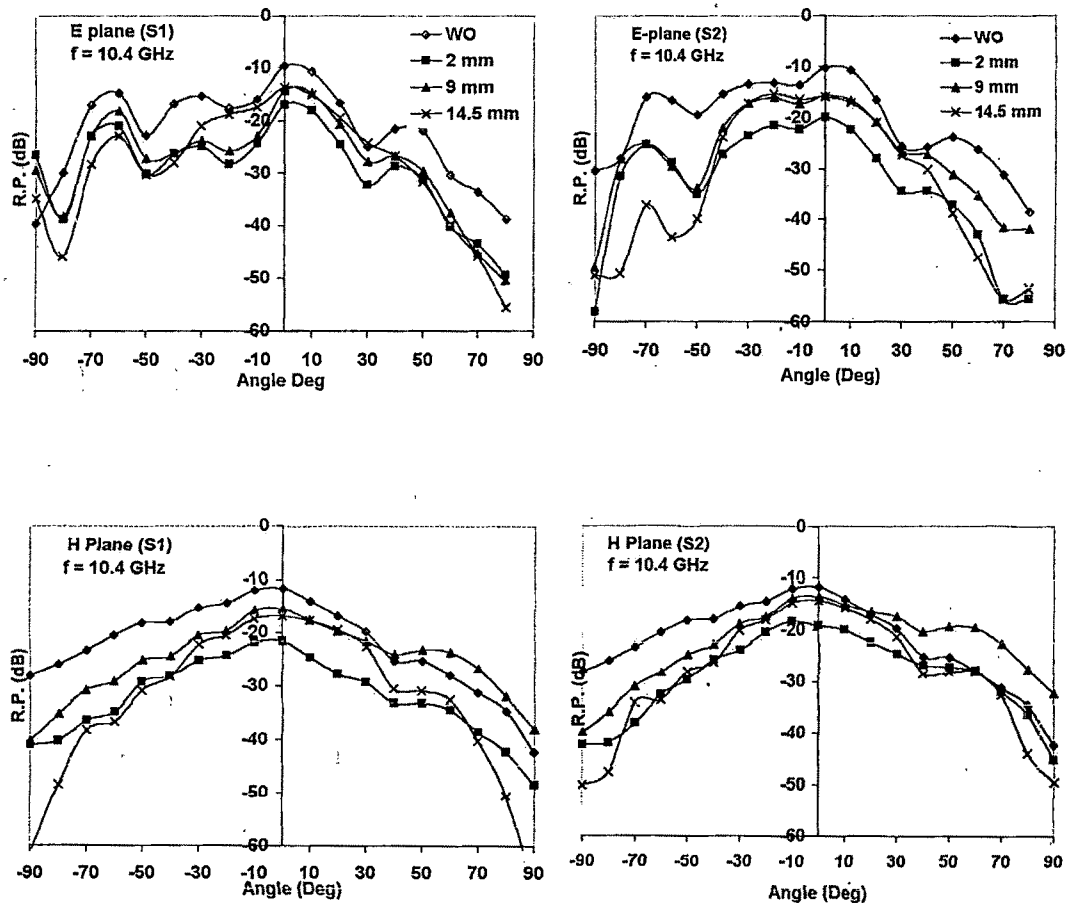 E plane (S1)
f = 10.4 GHz
WO
2 mm
9 mm
14.5 mm
R.P. (dB)
0
-10
-20
-30
-40
-50
-60
-90 -70 -50 -30 -10 10 30 50 70 90
Angle Deg
E-plane (S2)
f = 10.4 GHz
WO
2 mm
9 mm
14.5 mm
R.P. (dB)
0
-10
-20
-30
-40
-50
-60
-90 -70 -50 -30 -10 10 30 50 70 90
Angle (Deg)
H Plane (S1)
f = 10.4 GHz
R.P. (dB)
0
-10
-20
-30
-40
-50
-60
-90 -70 -50 -30 -10 10 30 50 70 90
Angle (Deg)
H Plane (S2)
f = 10.4 GHz
R.P. (dB)
0
-10
-20
-30
-40
-50
-60
-90 -70 -50 -30 -10 10 30 50 70 90
Angle (Deg)